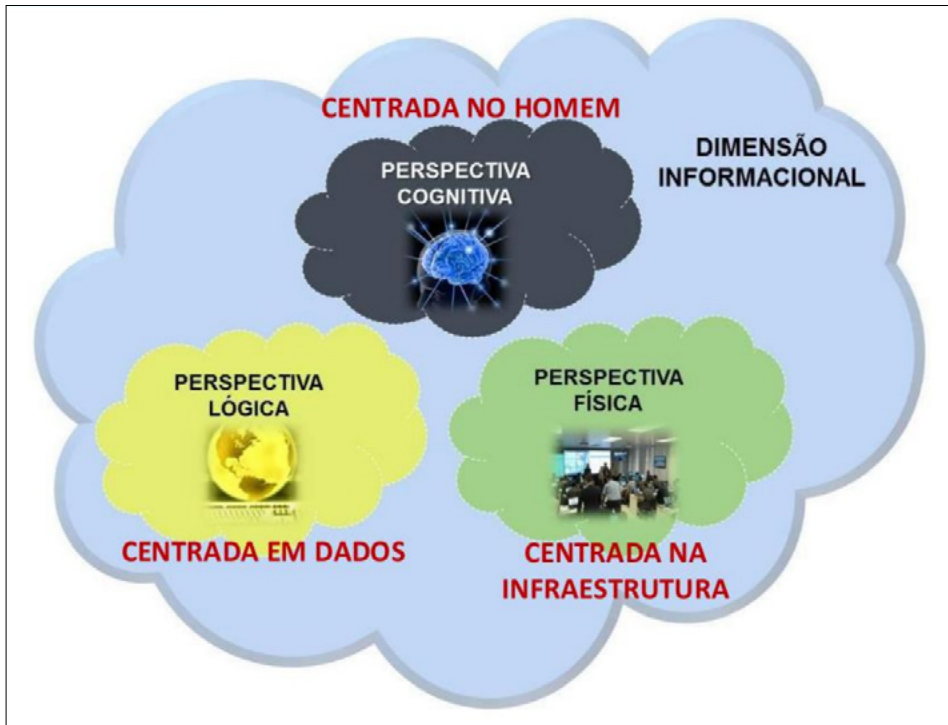 CENTRADA NO HOMEM
PERSPECTIVA
COGNITIVA
DIMENSÃO
INFORMACIONAL
PERSPECTIVA
LÓGICA
CENTRADA EM DADOS
PERSPECTIVA
FÍSICA
CENTRADA NA
INFRAESTRUTURA